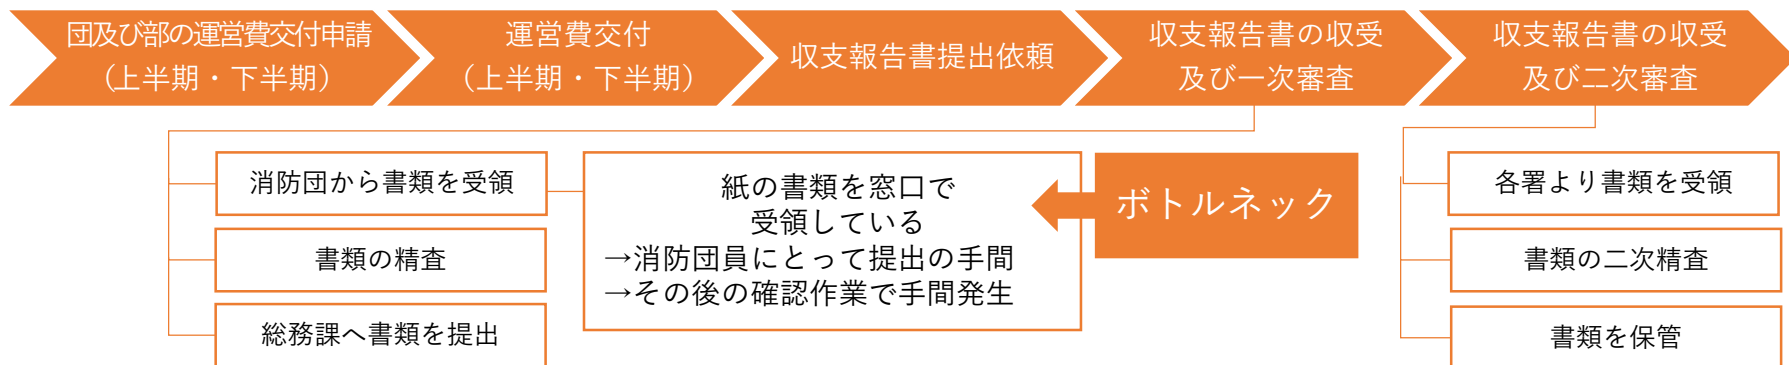 団及び部の運営費交付申請
（上半期・下半期）
運営費交付
（上半期・下半期）
収支報告書提出依頼
収支報告書の収受
及び一次審査
収支報告書の収受
及び二次審査
消防団から書類を受領
書類の精査
総務課へ書類を提出
紙の書類を窓口で
受領している
→消防団員にとって提出の手間
→その後の確認作業で手間発生
ボトルネック
各署より書類を受領
書類の二次精査
書類を保管